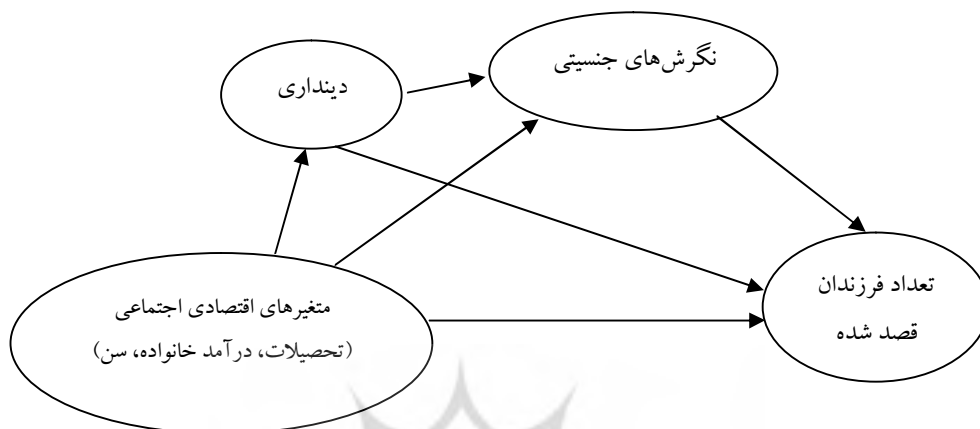 نگرش‌های جنسیتی
دینداری
تعداد فرزندان
قصد شده
متغیرهای اقتصادی اجتماعی
(تحصیلات، درآمد خانواده، سن)